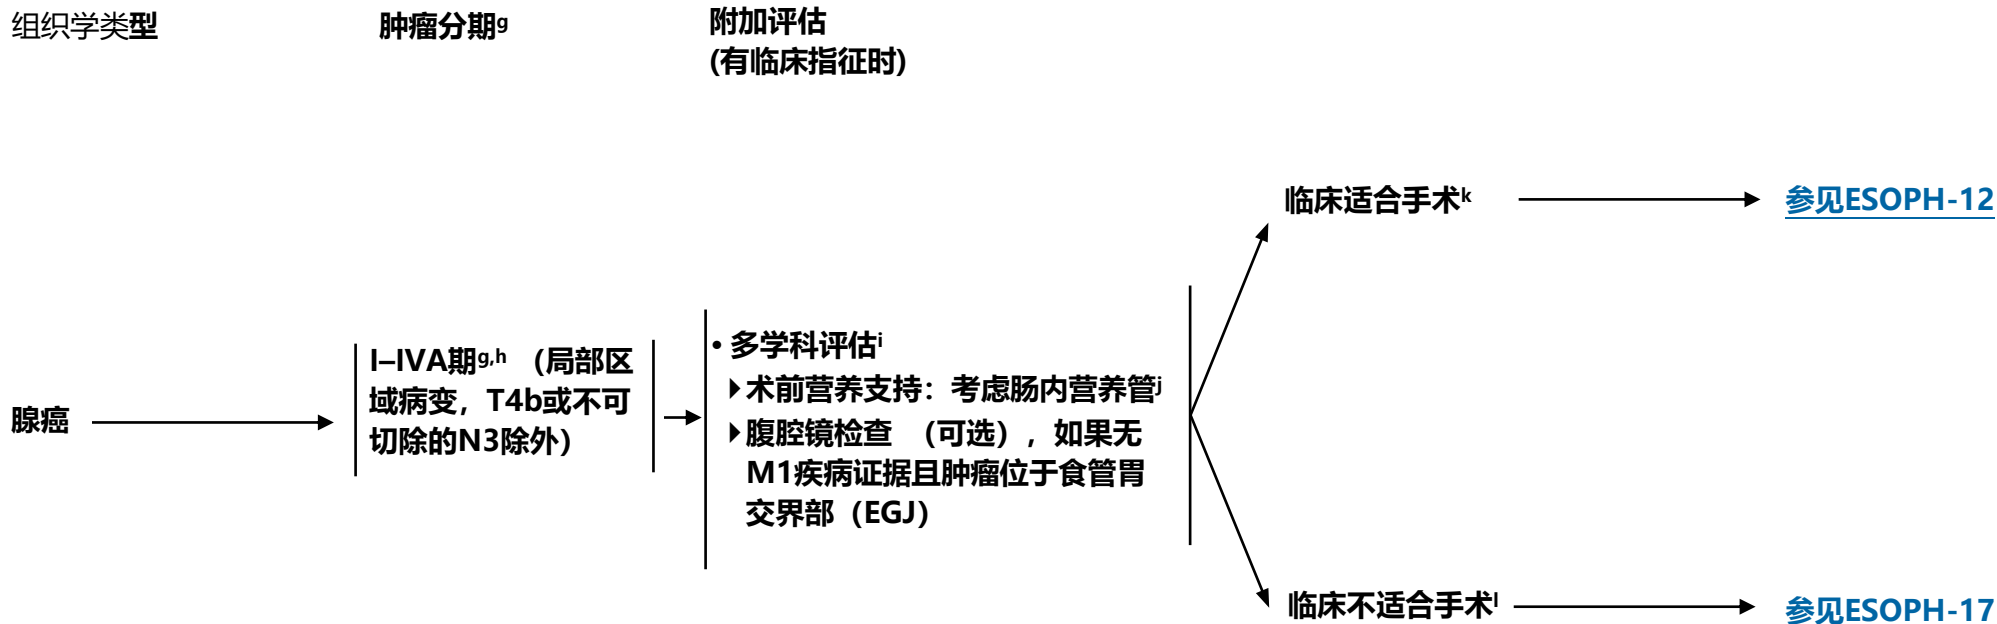 组织学类型
肿瘤分期g
附加评估
(有临床指征时)
临床适合手术k
参见ESOPH-12
腺癌
I–IVA期g,h （局部区
域病变，T4b或不可
切除的N3除外）
• 多学科评估i
术前营养支持：考虑肠内营养管j
腹腔镜检查 （可选），如果无
M1疾病证据且肿瘤位于食管胃
交界部（EGJ）
临床不适合手术l
参见ESOPH-17